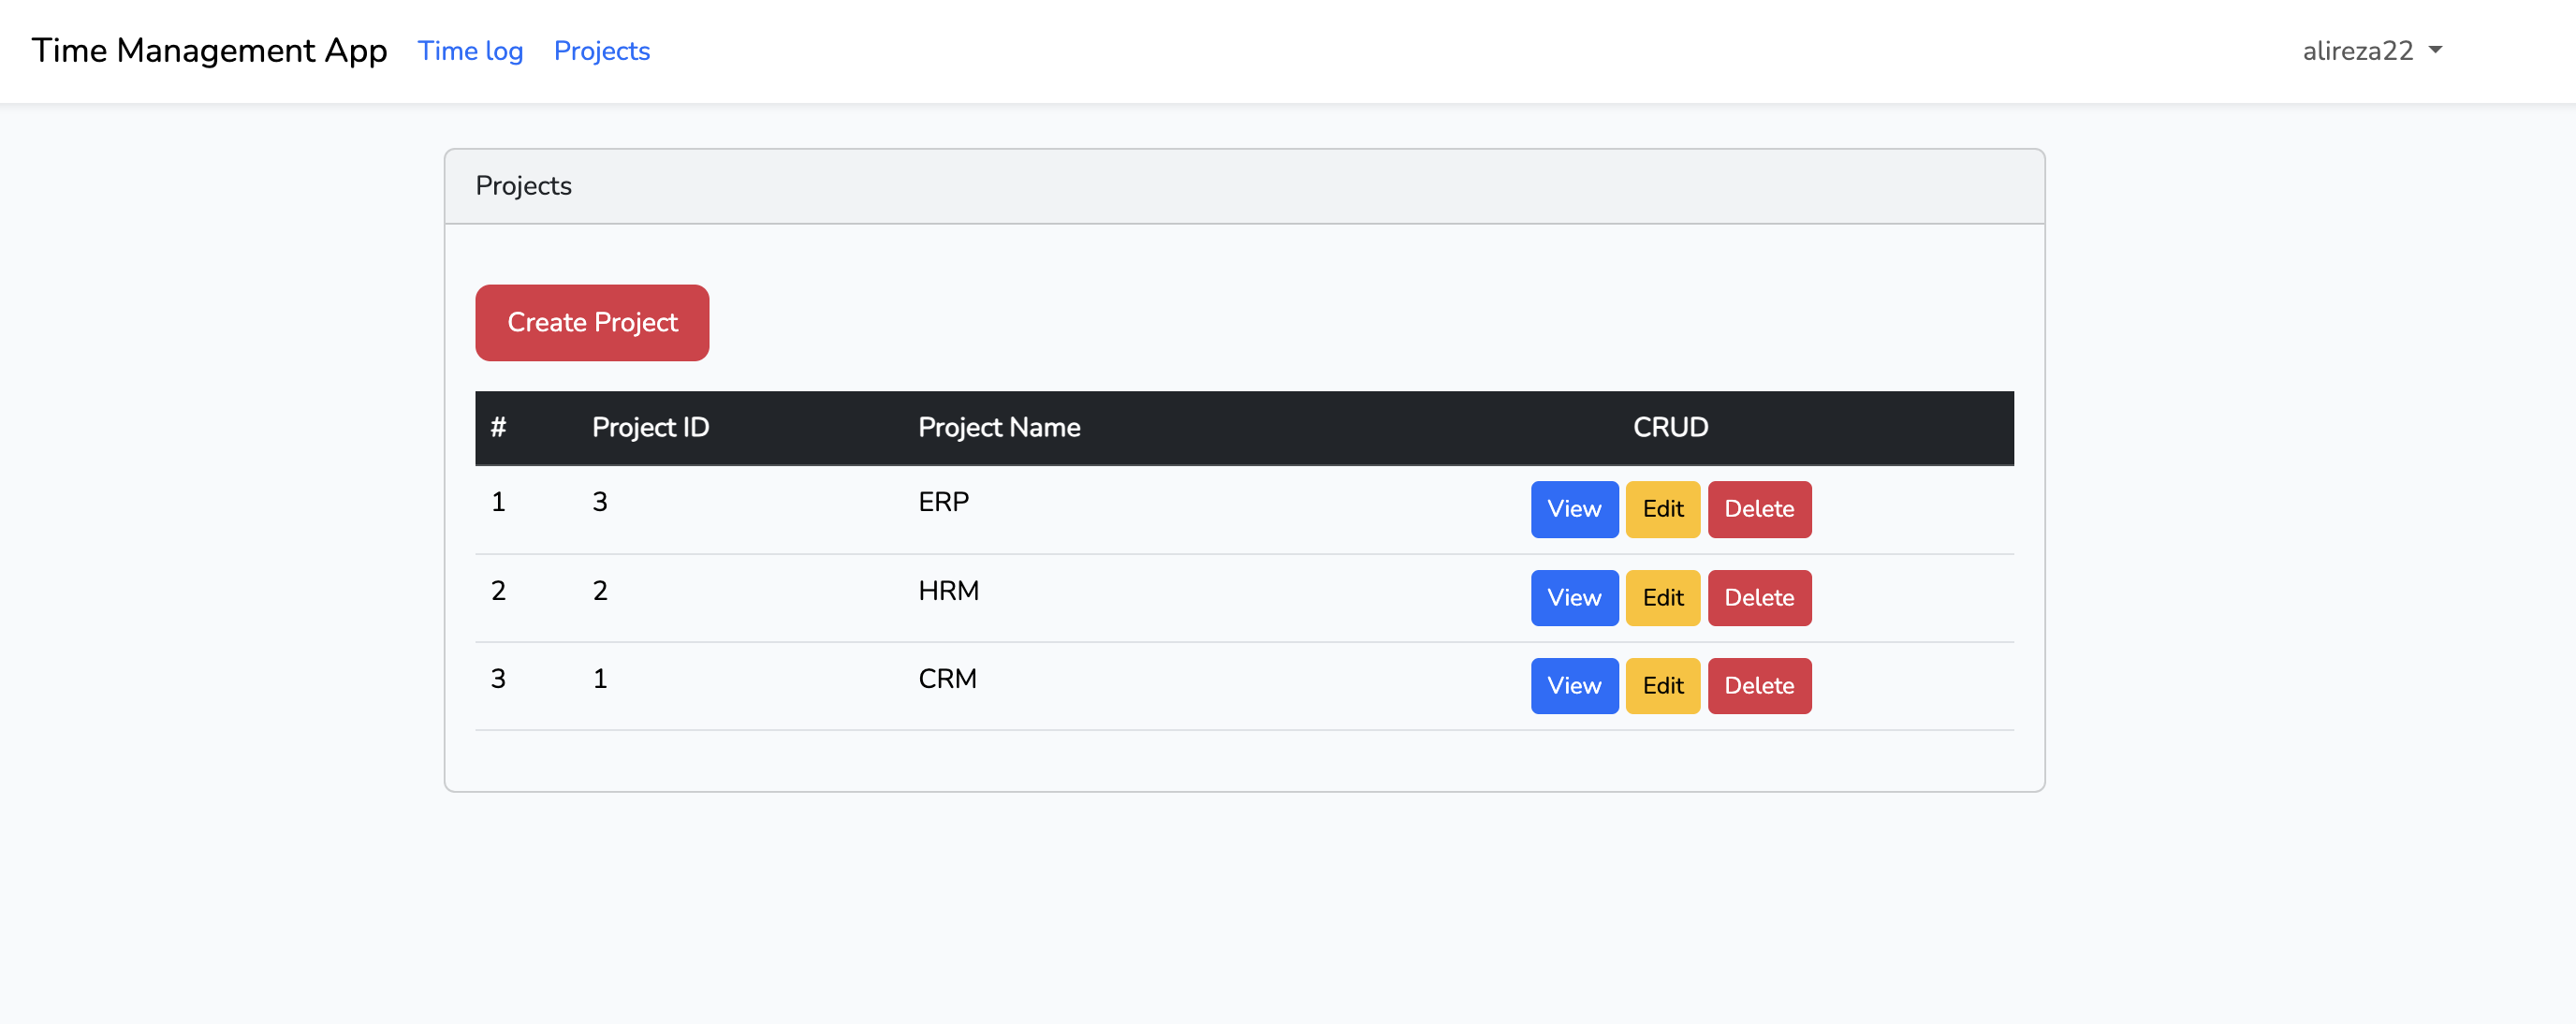 Time Management App Time log Projects alireza22
Projects
Create Project
# Project ID Project Name CRUD
1 3 ERP View Edit Delete
2 2 HRM View Edit Delete
3 1 CRM View Edit Delete